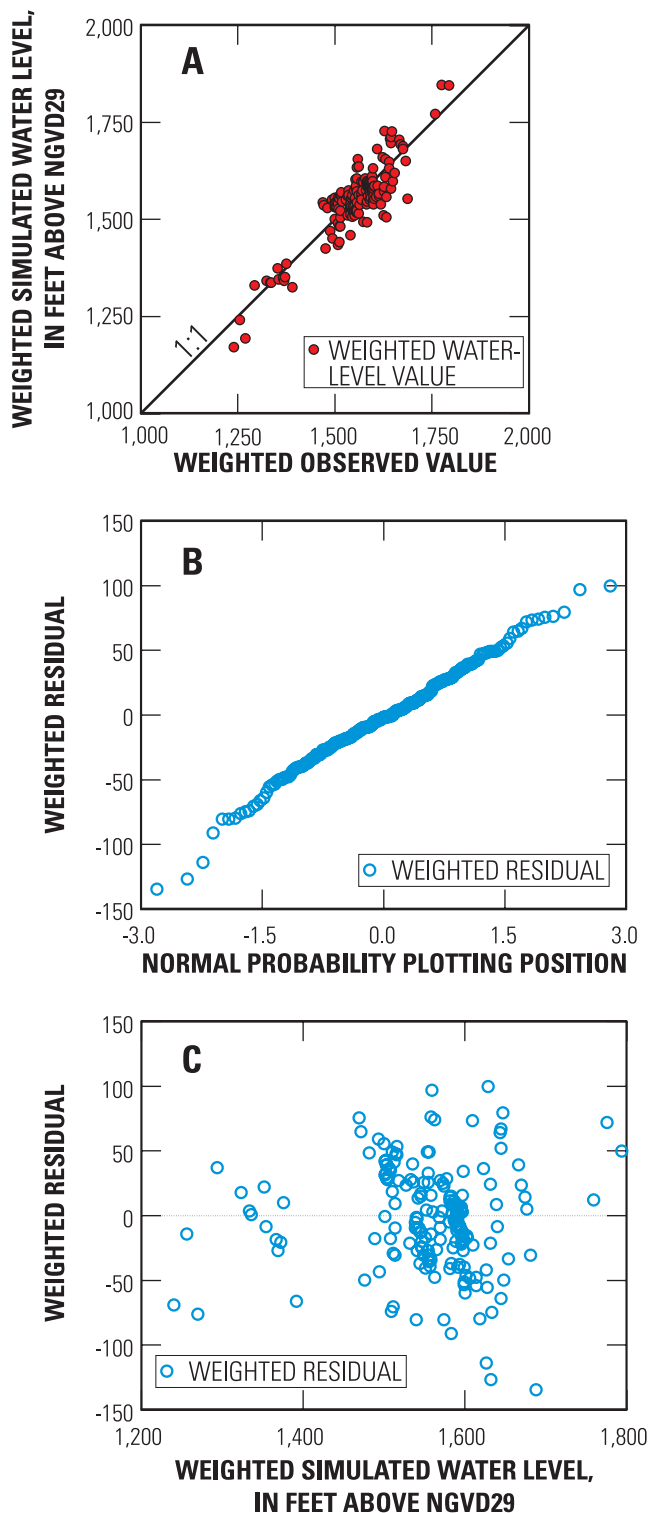 WEIGHTED SIMULATED WATER LEVEL,
IN FEET ABOVE NGVD29
A
2,000
1,750
1,500
1,250
1,000
1:1
WEIGHTED WATER-
LEVEL VALUE
1,000 1,250 1,500 1,750 2,000
WEIGHTED OBSERVED VALUE
WEIGHTED RESIDUAL
B
150
100
50
0
-50
-100
-150
WEIGHTED RESIDUAL
-3.0 -1.5 0.0 1.5 3.0
NORMAL PROBABILITY PLOTTING POSITION
WEIGHTED RESIDUAL
C
150
100
50
0
-50
-100
-150
WEIGHTED RESIDUAL
1,200 1,400 1,600 1,800
WEIGHTED SIMULATED WATER LEVEL,
IN FEET ABOVE NGVD29